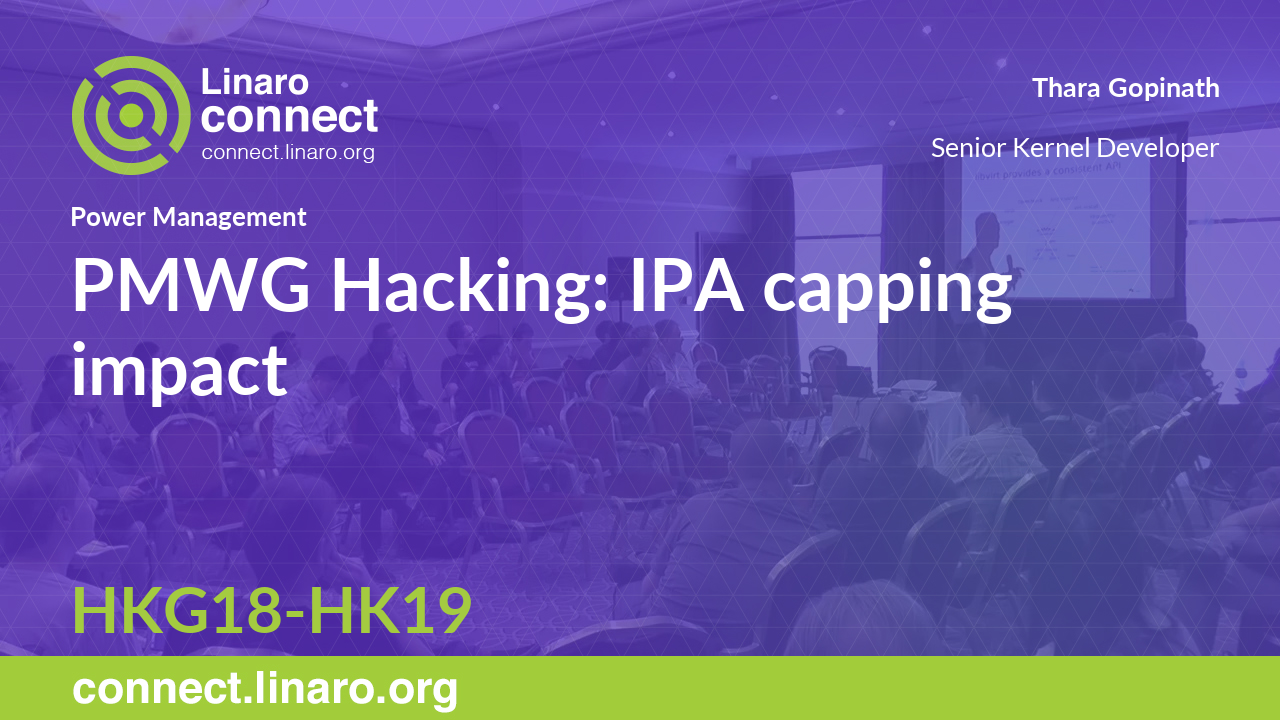 Linaro
connect
connect.linaro.org
Thara Gopinath
Senior Kernel Developer
Power Management
PMWG Hacking: IPA capping
impact
HKG18-HK19
connect.linaro.org